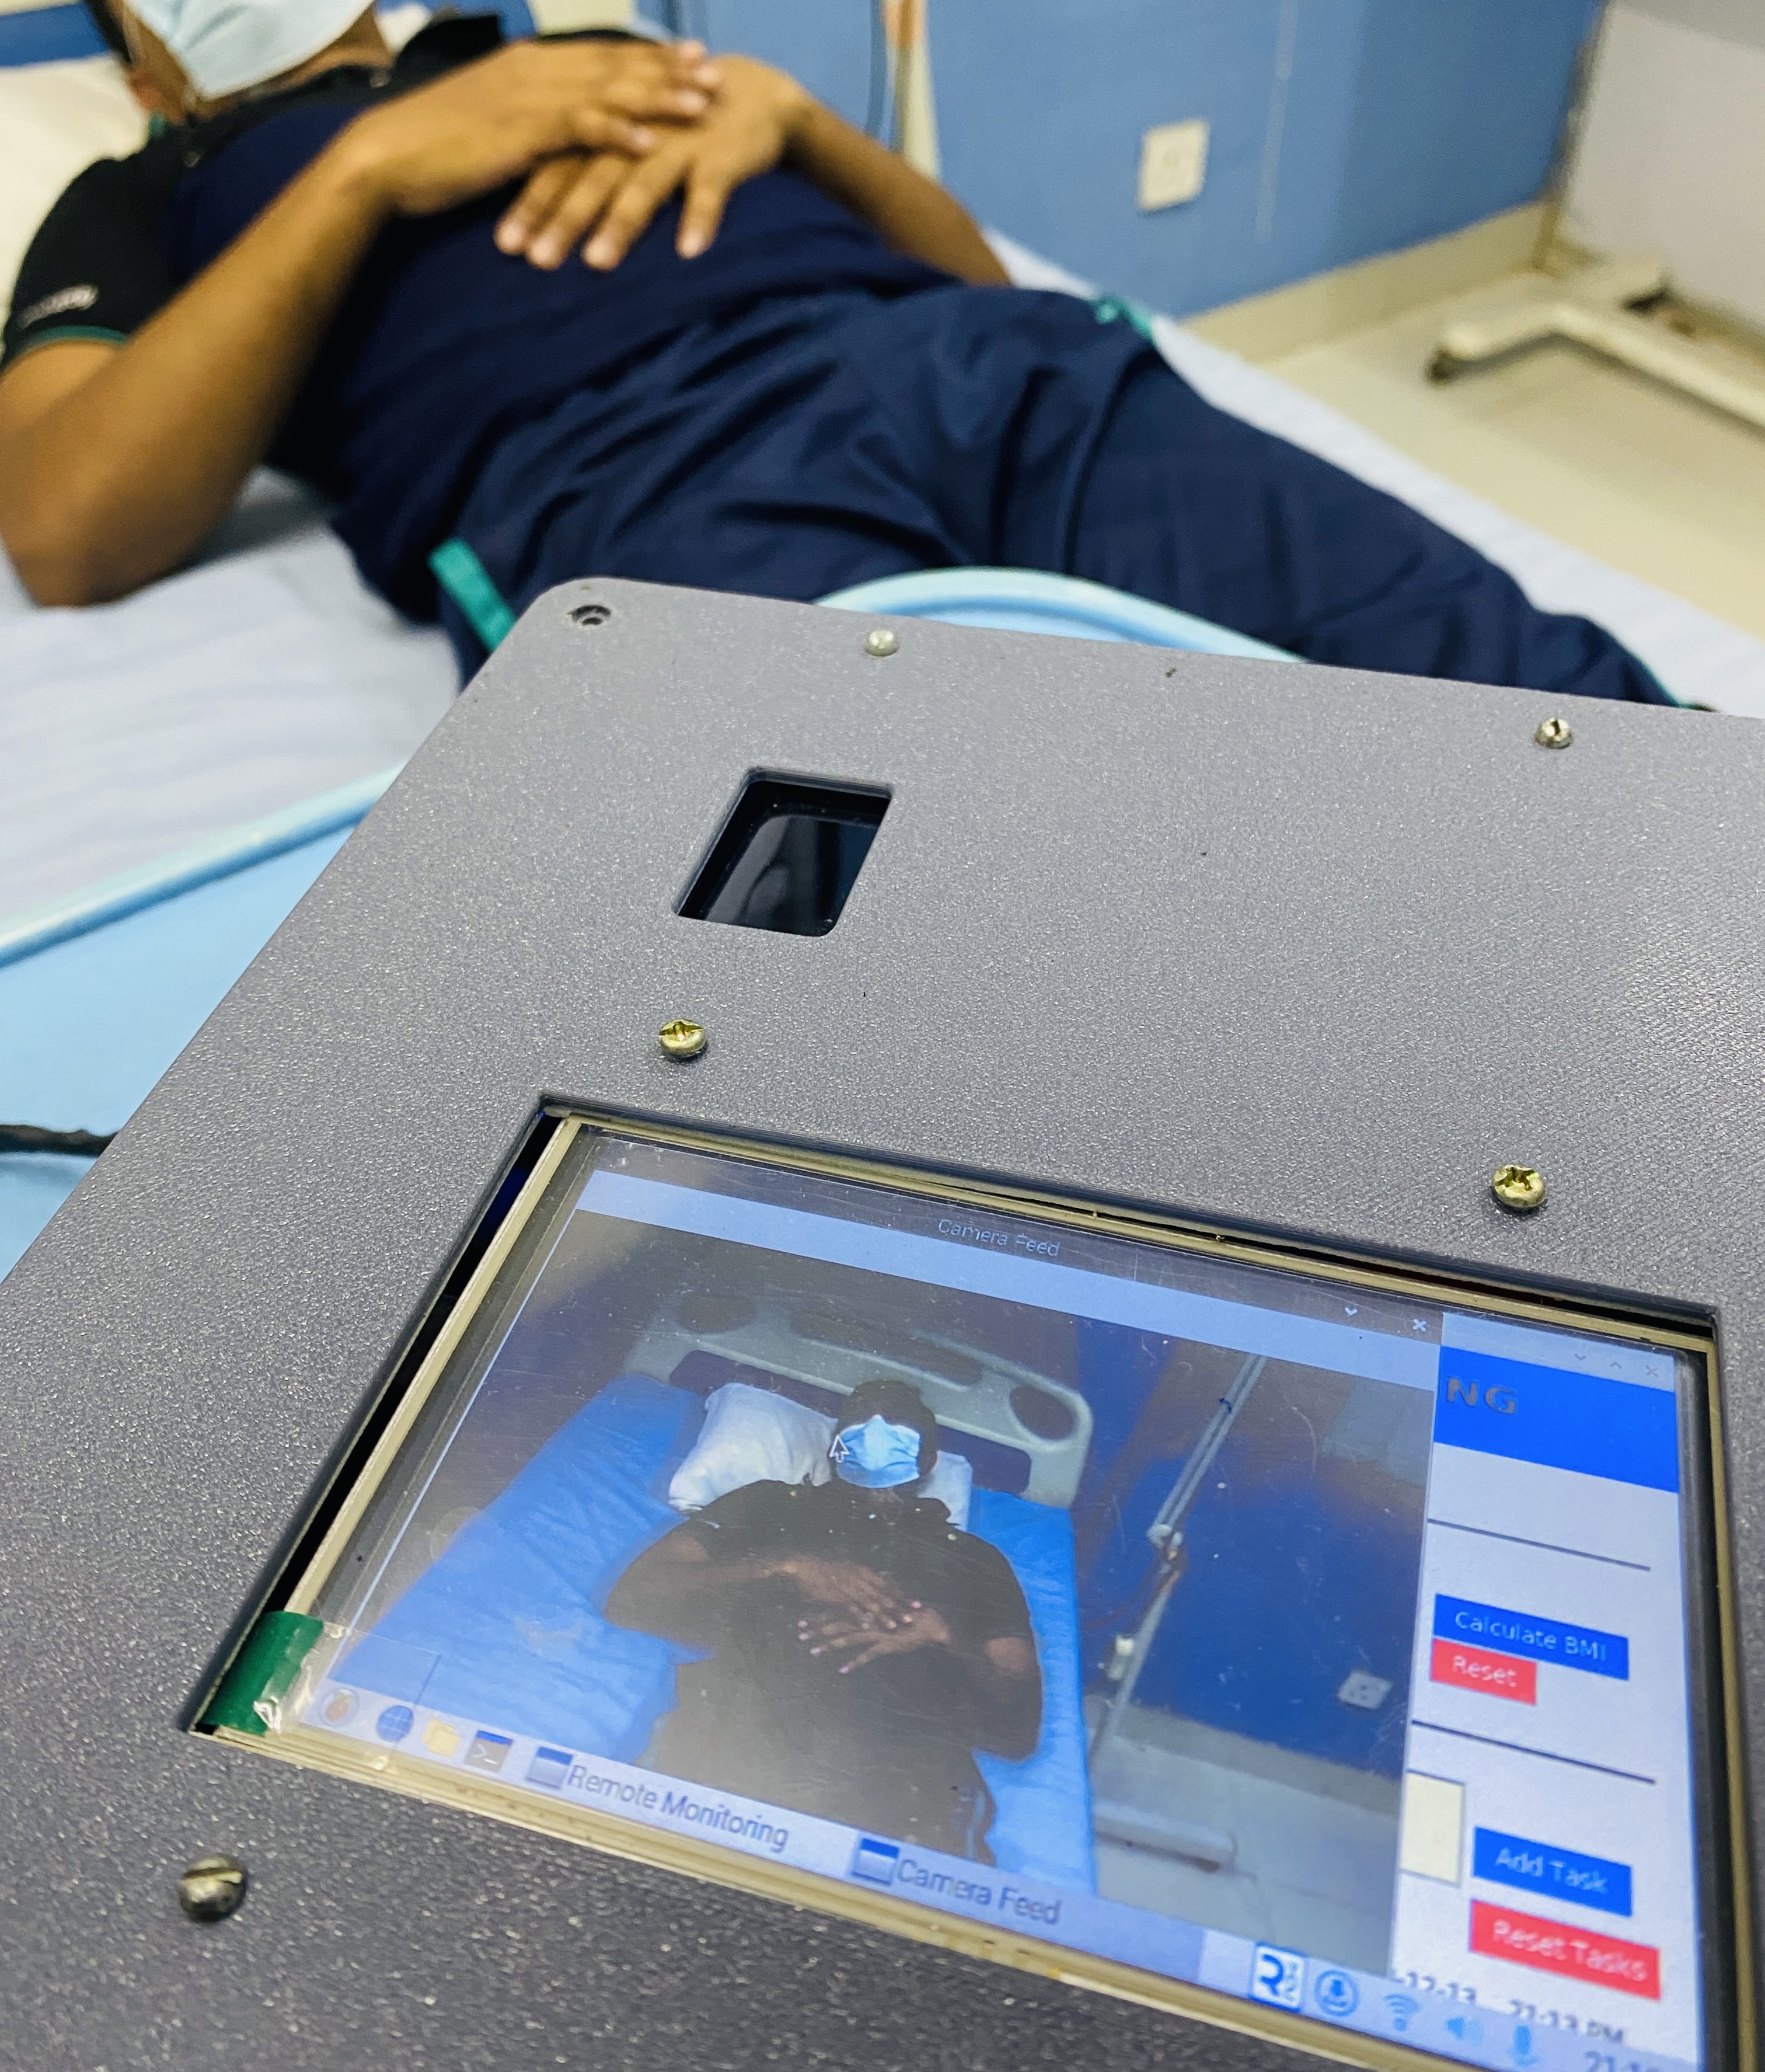 Camera Feed
NG
Calculate BMI
Reset
Add Task
Reset Tasks
-12-13 21:13 PM
Remote Monitoring
Camera Feed
21: